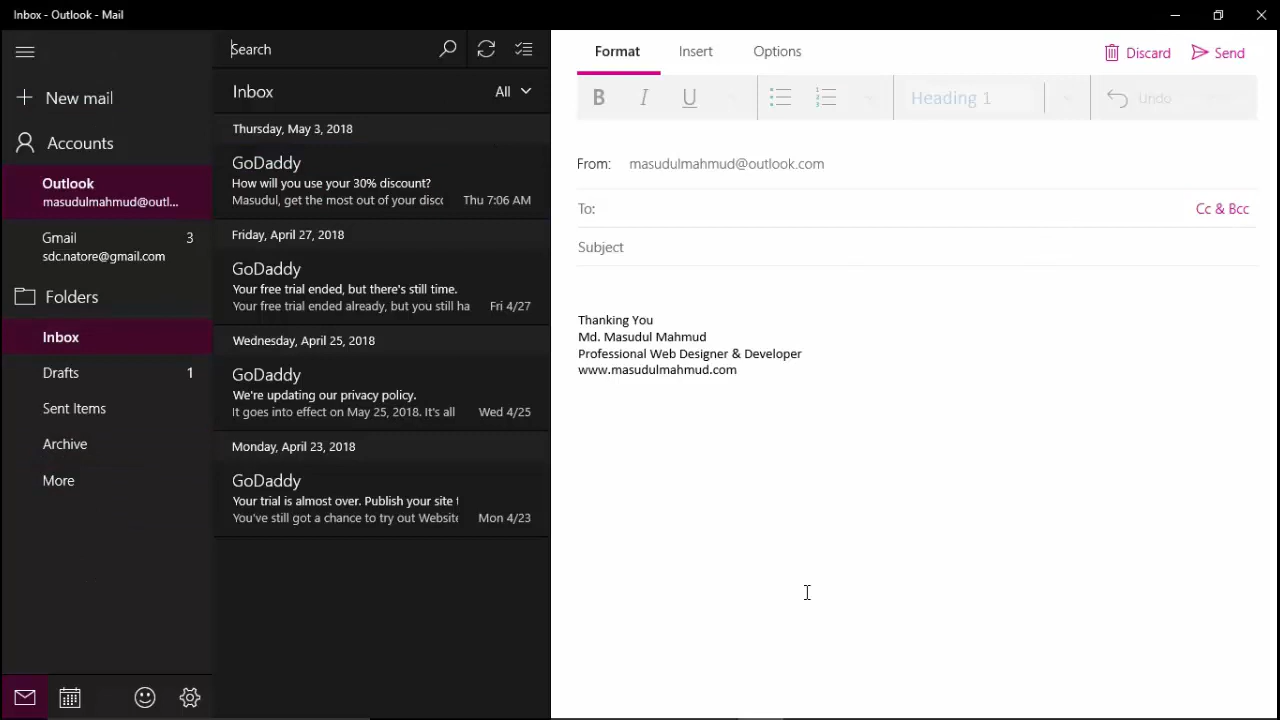 Inbox - Outlook - Mail
Search
New mail
Accounts
Outlook
masudulmahmud@outl...
Gmail 3
sdc.natore@gmail.com
Folders
Inbox
Drafts 1
Sent Items
Archive
More
Inbox All
Thursday, May 3, 2018
GoDaddy
How will you use your 30% discount?
Masudul, get the most out of your disc Thu 7:06 AM
Friday, April 27, 2018
GoDaddy
Your free trial ended, but there's still time.
Your free trial ended already, but you still ha Fri 4/27
Wednesday, April 25, 2018
GoDaddy
We're updating our privacy policy.
It goes into effect on May 25, 2018. It's all Wed 4/25
Monday, April 23, 2018
GoDaddy
Your trial is almost over. Publish your site
You've still got a chance to try out Website Mon 4/23
Format Insert Options Discard Send
B I U Heading 1 Undo
From: masudulmahmud@outlook.com
To: Cc & Bcc
Subject
Thanking You
Md. Masudul Mahmud
Professional Web Designer & Developer
www.masudulmahmud.com